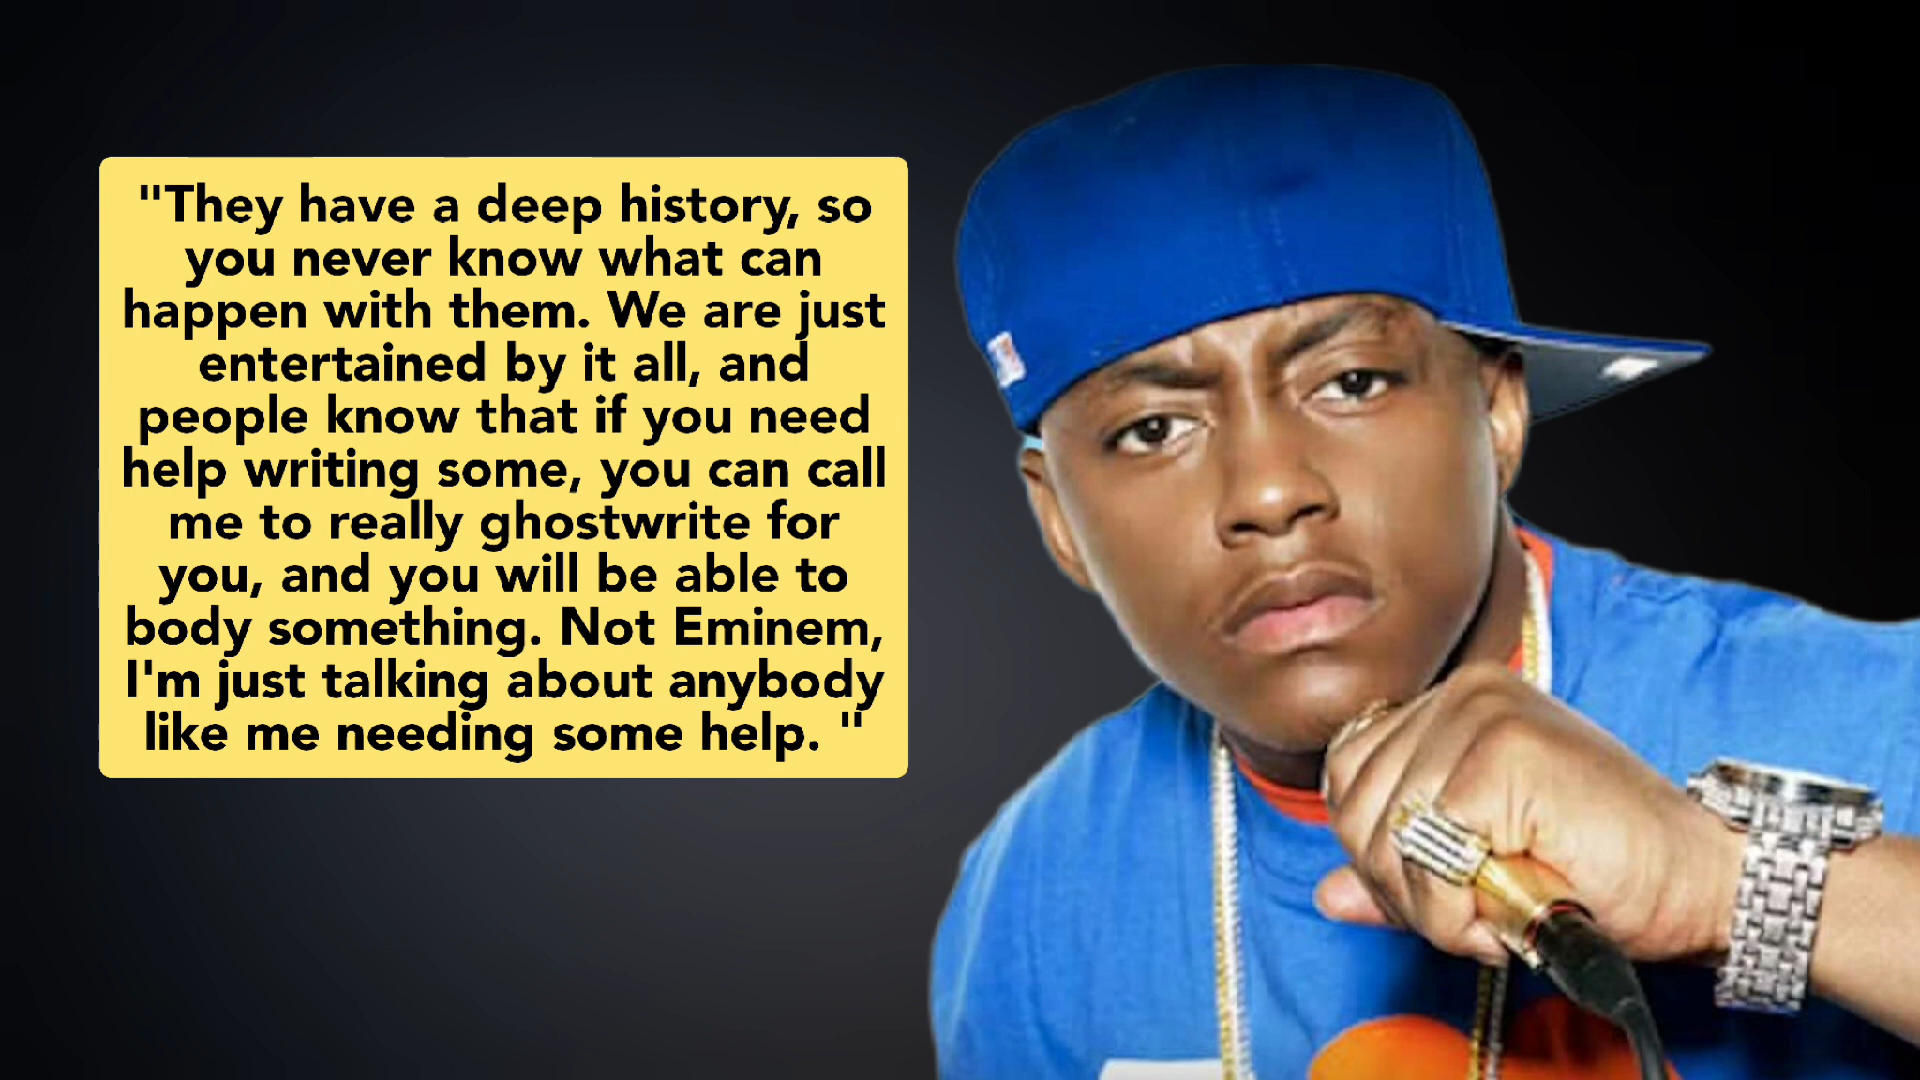 "They have a deep history, so
you never know what can
happen with them. We are just
entertained by it all, and
people know that if you need
help writing some, you can call
me to really ghostwrite for
you, and you will be able to
body something. Not Eminem,
I'm just talking about anybody
like me needing some help. "